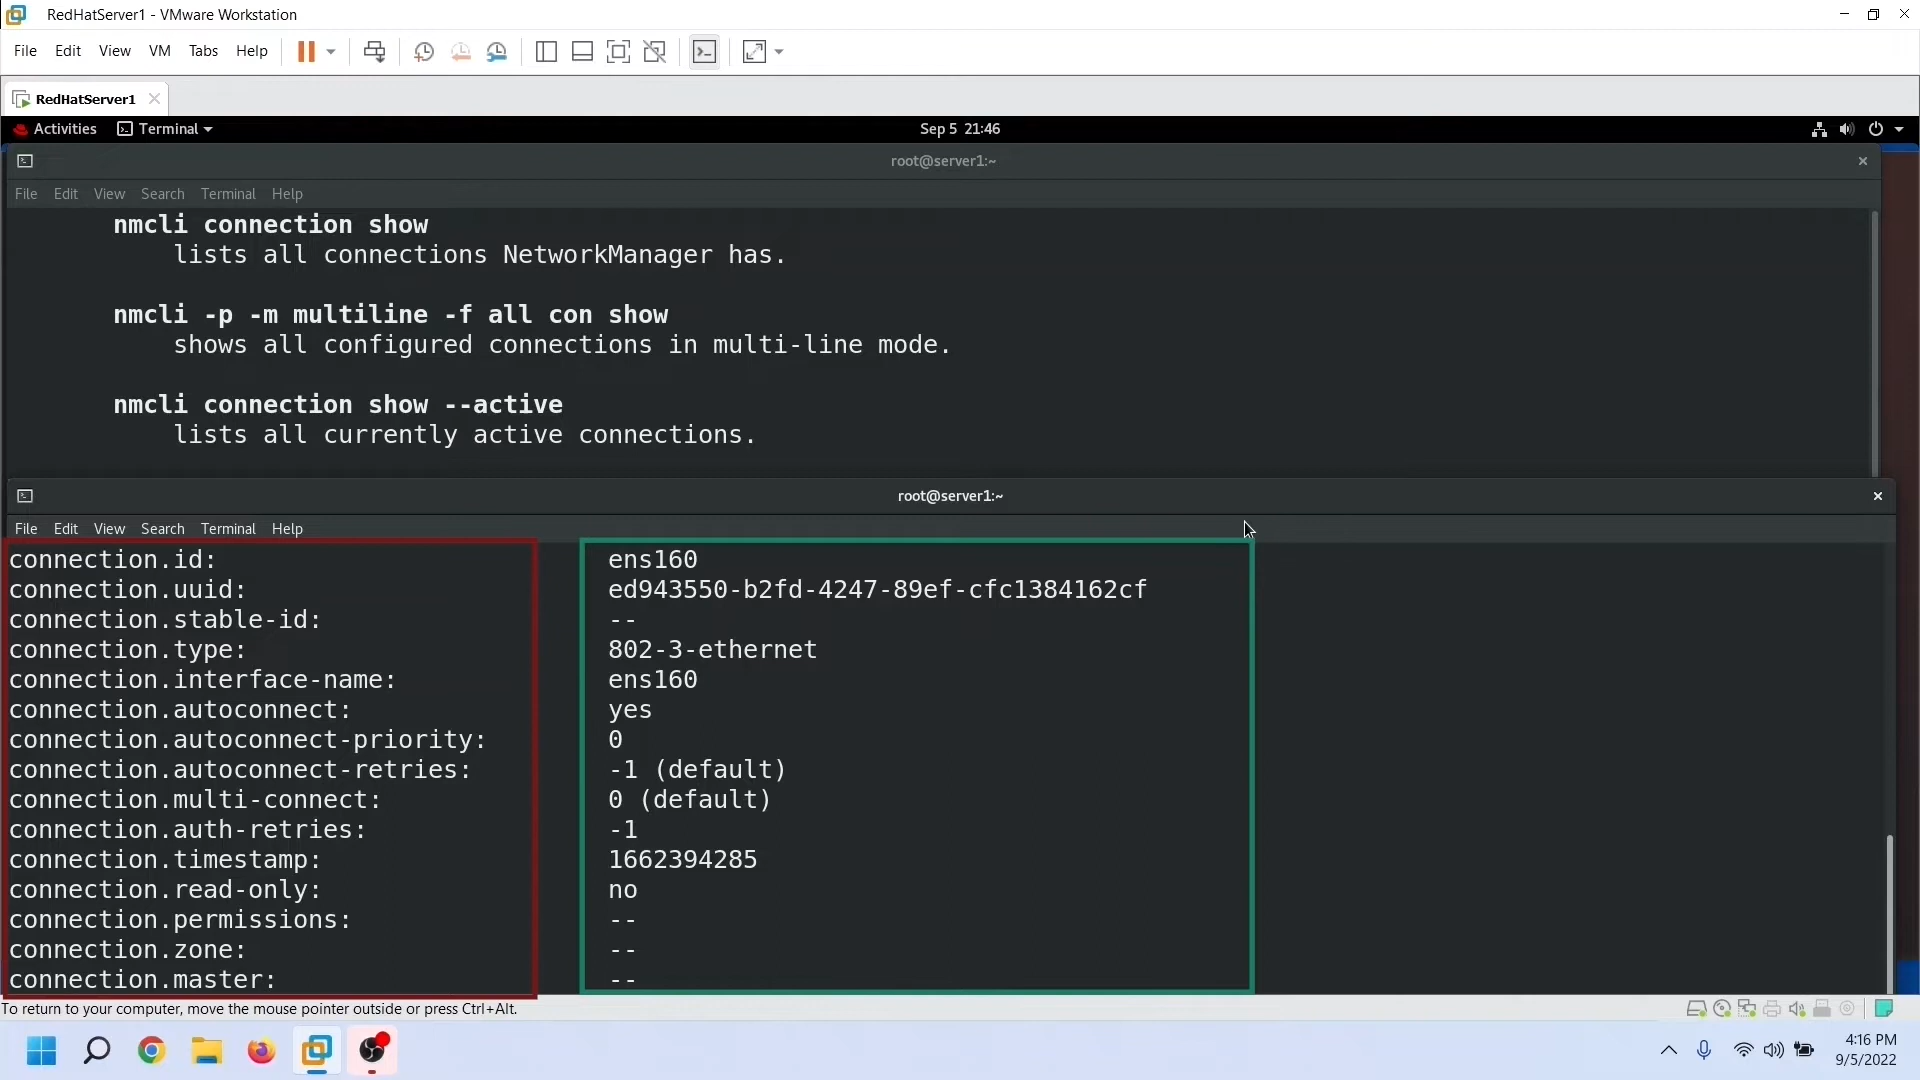 RedHatServer1 - VMware Workstation
File Edit View VM Tabs Help
RedHatServer1
Activities Terminal Sep 5 21:46
root@server1:~
File Edit View Search Terminal Help
nmcli connection show
lists all connections NetworkManager has.
nmcli -p -m multiline -f all con show
shows all configured connections in multi-line mode.
nmcli connection show --active
lists all currently active connections.
root@server1:~
File Edit View Search Terminal Help
connection.id: ens160
connection.uuid: ed943550-b2fd-4247-89ef-cfc1384162cf
connection.stable-id: --
connection.type: 802-3-ethernet
connection.interface-name: ens160
connection.autoconnect: yes
connection.autoconnect-priority: 0
connection.autoconnect-retries: -1 (default)
connection.multi-connect: 0 (default)
connection.auth-retries: -1
connection.timestamp: 1662394285
connection.read-only: no
connection.permissions: --
connection.zone: --
connection.master: --
To return to your computer, move the mouse pointer outside or press Ctrl+Alt.
4:16 PM
9/5/2022